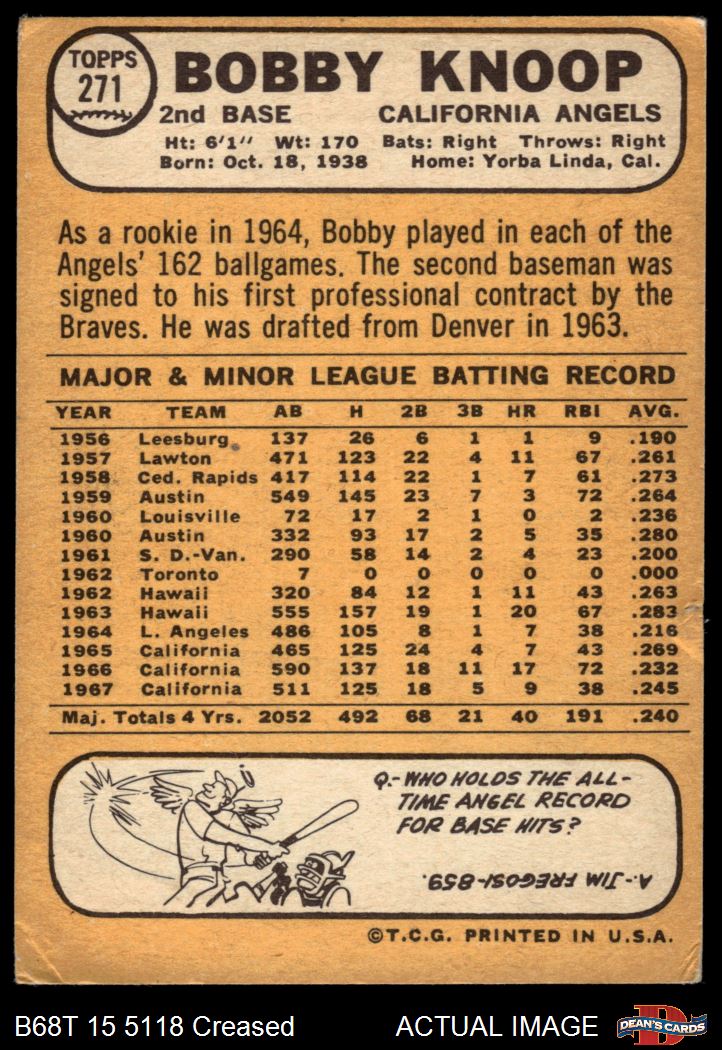 TOPPS
271
BOBBY KNOOP
2nd BASE CALIFORNIA ANGELS
Ht: 6'1" Wt: 170 Bats: Right Throws: Right
Born: Oct. 18, 1938 Home: Yorba Linda, Cal.
As a rookie in 1964, Bobby played in each of the
Angels' 162 ballgames. The second baseman was
signed to his first professional contract by the
Braves. He was drafted from Denver in 1963.
MAJOR & MINOR LEAGUE BATTING RECORD
YEAR TEAM AB H 2B 3B HR RBI AVG.
1956 Leesburg 137 26 6 1 1 9 .190
1957 Lawton 471 123 22 4 11 67 .261
1958 Ced. Rapids 417 114 22 1 7 61 .273
1959 Austin 549 145 23 7 3 72 .264
1960 Louisville 72 17 2 1 0 2 .236
1960 Austin 332 93 17 2 5 35 .280
1961 S. D.-Van. 290 58 14 2 4 23 .200
1962 Toronto 7 0 0 0 0 0 .000
1962 Hawaii 320 84 12 1 11 43 .263
1963 Hawaii 555 157 19 1 20 67 .283
1964 L. Angeles 486 105 8 1 7 38 .216
1965 California 465 125 24 4 7 43 .269
1966 California 590 137 18 11 17 72 .232
1967 California 511 125 18 5 9 38 .245
Maj. Totals 4 Yrs. 2052 492 68 21 40 191 .240
Q.- WHO HOLDS THE ALL-
TIME ANGEL RECORD
FOR BASE HITS?
A.- JIM FREGOSI-859.
©T.C.G. PRINTED IN U.S.A.
B68T 15 5118 Creased ACTUAL IMAGE
DEAN'S CARDS